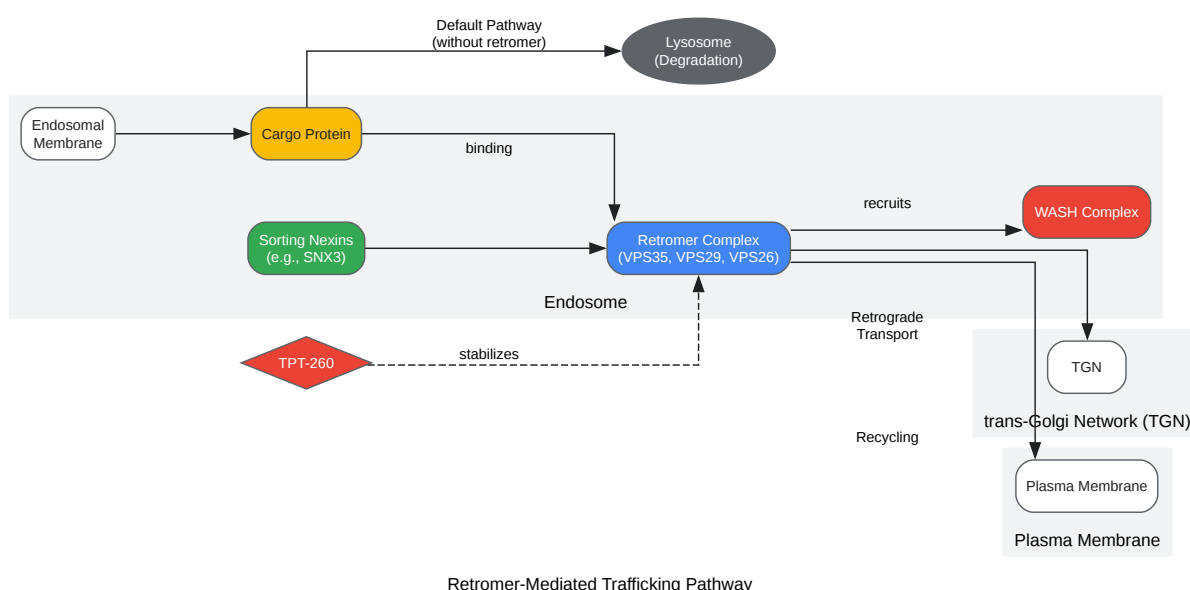 Default Pathway
(without retromer)
Lysosome
(Degradation)
Endosomal
Membrane
Cargo Protein
binding
Sorting Nexins
(e.g., SNX3)
Retromer Complex
(VPS35, VPS29, VPS26)
recruits
WASH Complex
Endosome
Retrograde
Transport
TPT-260
stabilizes
TGN
trans-Golgi Network (TGN)
Recycling
Plasma Membrane
Plasma Membrane
Retromer-Mediated Trafficking Pathway